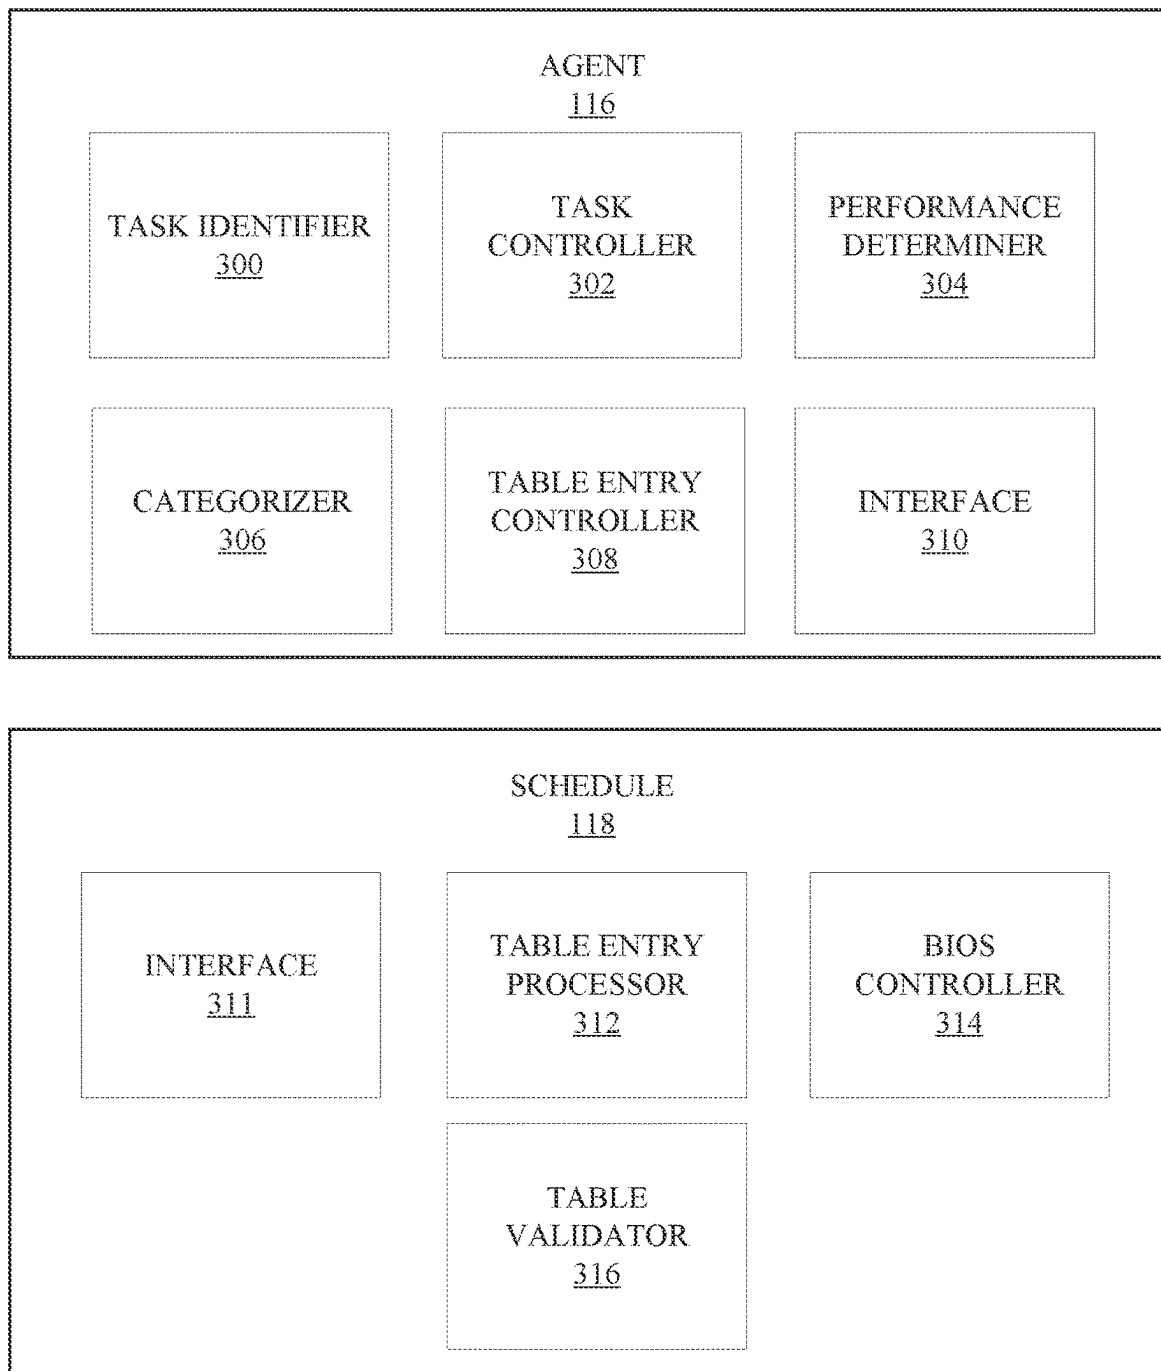 AGENT
116
TASK IDENTIFIER
300
TASK
CONTROLLER
302
PERFORMANCE
DETERMINER
304
CATEGORIZER
306
TABLE ENTRY
CONTROLLER
308
INTERFACE
310
SCHEDULE
118
INTERFACE
311
TABLE ENTRY
PROCESSOR
312
BIOS
CONTROLLER
314
TABLE
VALIDATOR
316